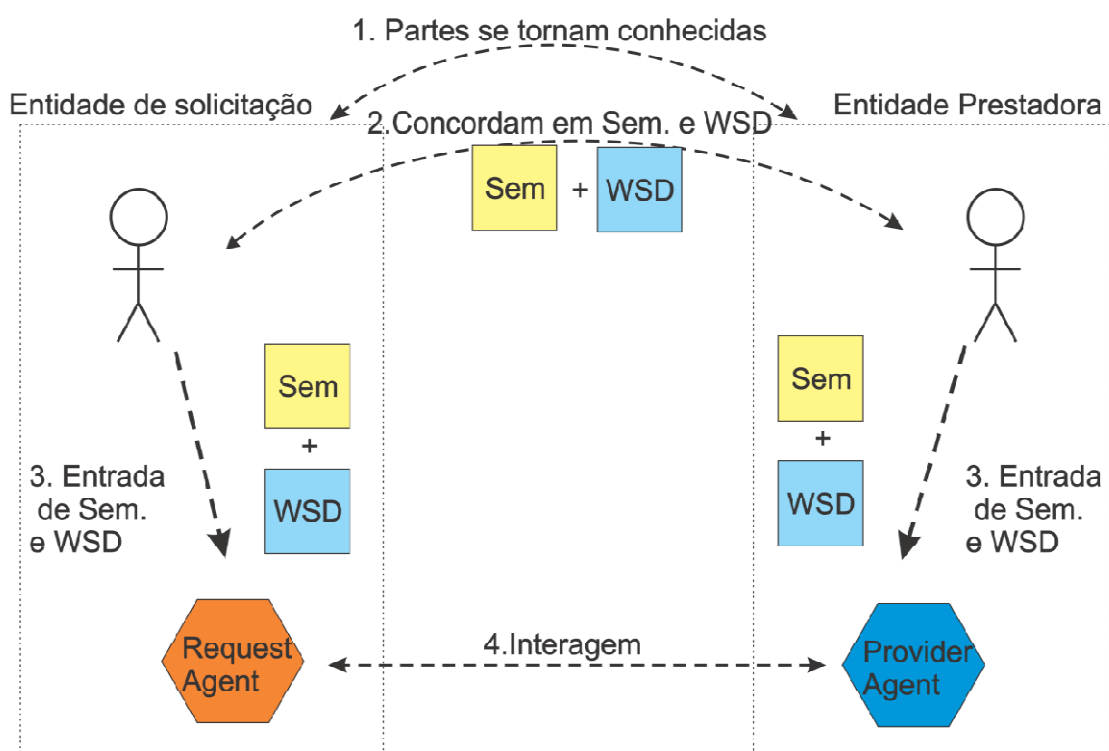 1. Partes se tornam conhecidas
Entidade de solicitação
Entidade Prestadora
2.Concordam em Sem. e WSD
Sem
+
WSD
Sem
+
WSD
Sem
+
WSD
3. Entrada
de Sem.
e WSD
3. Entrada
de Sem.
e WSD
Request
Agent
4.Interagem
Provider
Agent